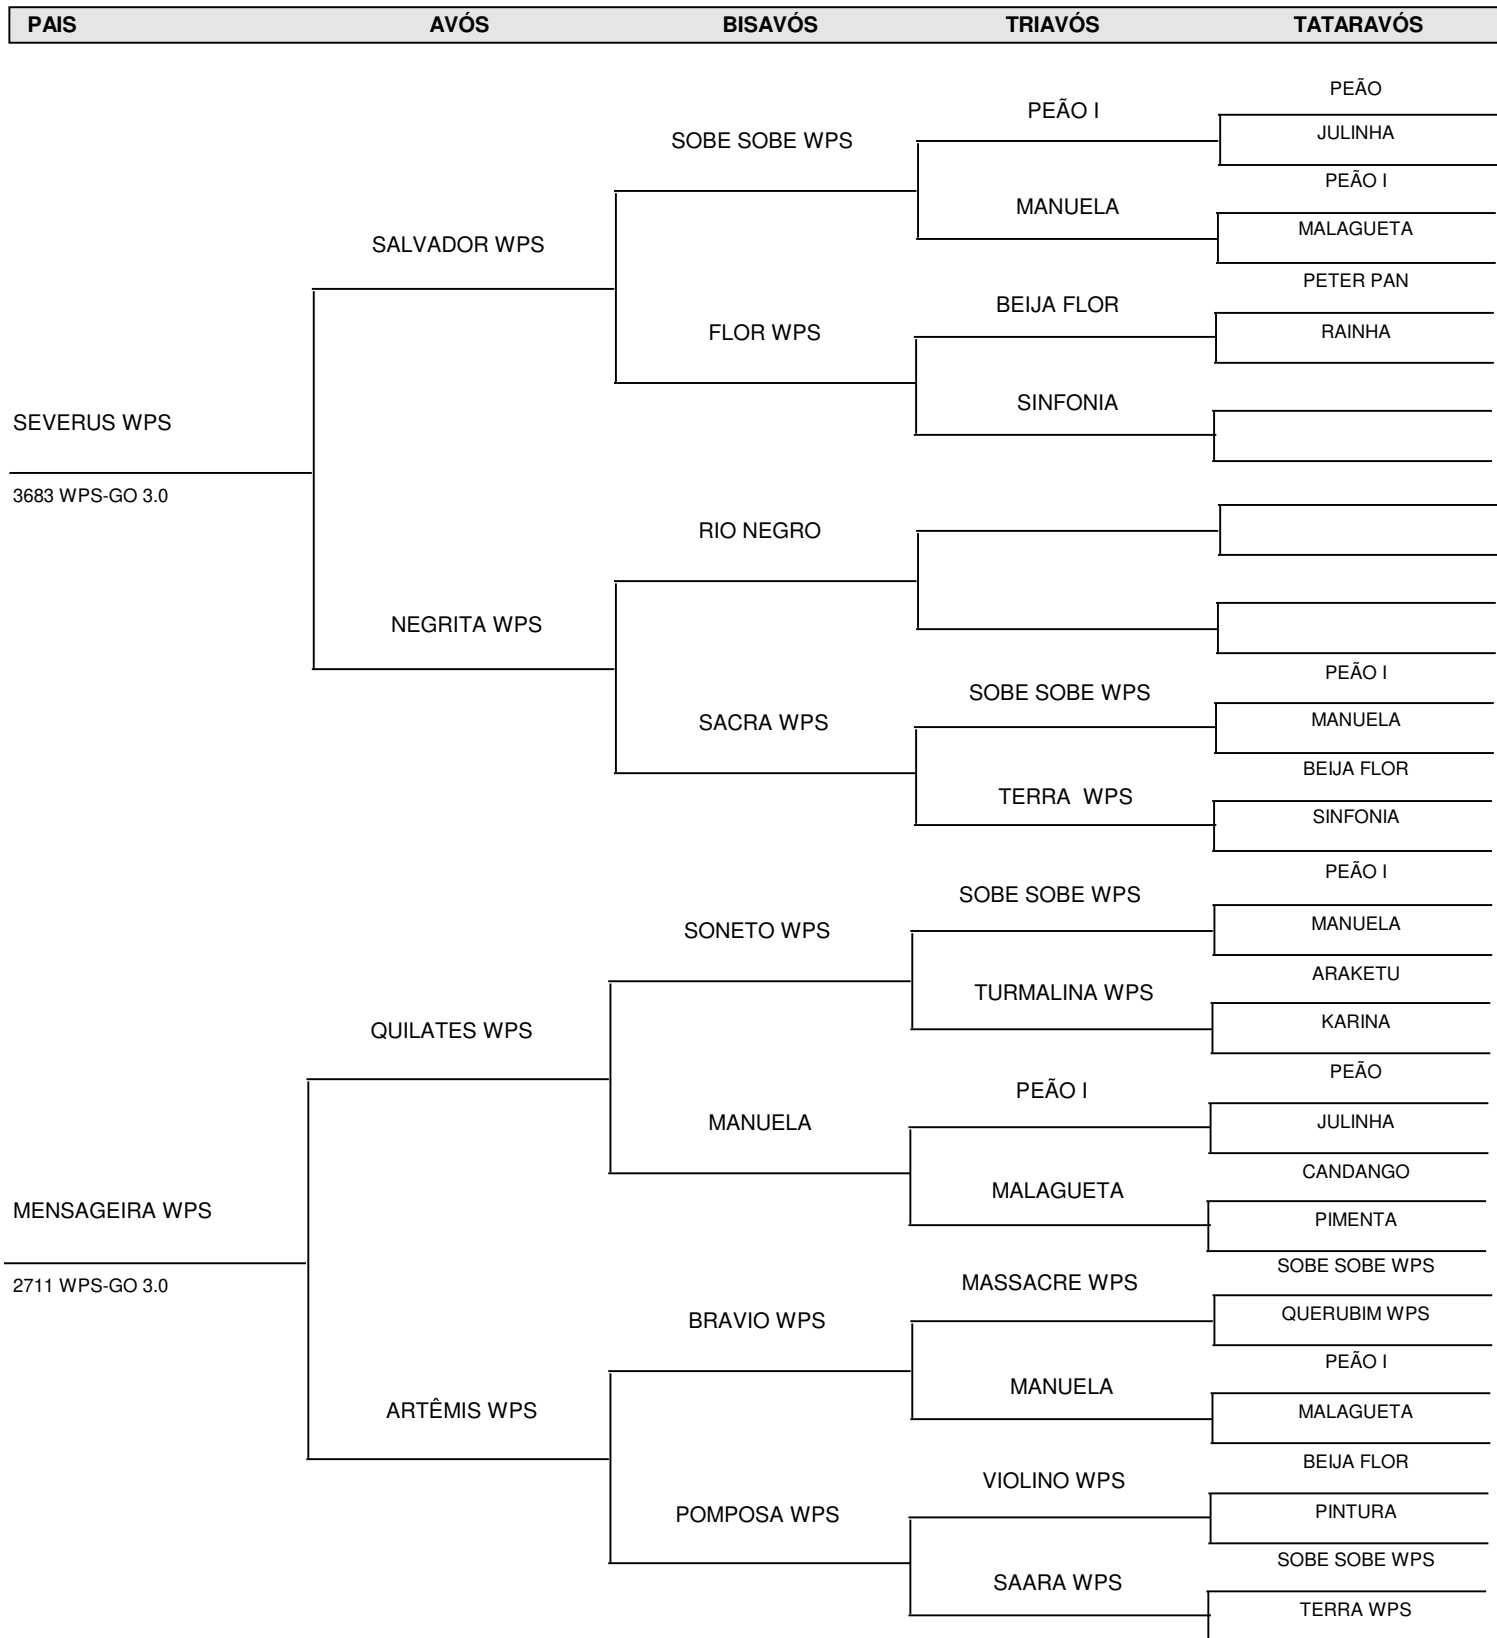 PAIS AVÓS BISAVÓS TRIAVÓS TATARAVÓS
PEÃO
PEÃO I
JULINHA
SOBE SOBE WPS
PEÃO I
MANUELA
MALAGUETA
SALVADOR WPS
PETER PAN
BEIJA FLOR
RAINHA
FLOR WPS
SINFONIA
SEVERUS WPS
3683 WPS-GO 3.0
RIO NEGRO
NEGRITA WPS
PEÃO I
SOBE SOBE WPS
MANUELA
SACRA WPS
BEIJA FLOR
TERRA WPS
SINFONIA
PEÃO I
SOBE SOBE WPS
MANUELA
SONETO WPS
ARAKETU
TURMALINA WPS
KARINA
QUILATES WPS
PEÃO
PEÃO I
JULINHA
MANUELA
CANDANGO
MALAGUETA
PIMENTA
MENSAGEIRA WPS
2711 WPS-GO 3.0
SOBE SOBE WPS
MASSACRE WPS
QUERUBIM WPS
BRAVIO WPS
PEÃO I
MANUELA
MALAGUETA
ARTÊMIS WPS
BEIJA FLOR
VIOLINO WPS
PINTURA
POMPOSA WPS
SOBE SOBE WPS
SAARA WPS
TERRA WPS